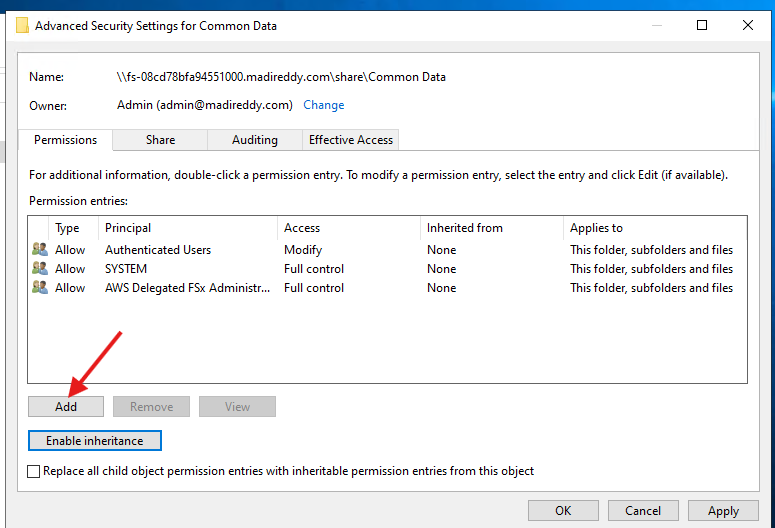 Advanced Security Settings for Common Data
Name: \\fs-08cd78bfa94551000.madireddy.com\share\Common Data
Owner: Admin (admin@madireddy.com) Change
Permissions Share Auditing Effective Access
For additional information, double-click a permission entry. To modify a permission entry, select the entry and click Edit (if available).
Permission entries:
Type Principal Access Inherited from Applies to
Allow Authenticated Users Modify None This folder, subfolders and files
Allow SYSTEM Full control None This folder, subfolders and files
Allow AWS Delegated FSx Administr... Full control None This folder, subfolders and files
Add Remove View
Enable inheritance
Replace all child object permission entries with inheritable permission entries from this object
OK Cancel Apply